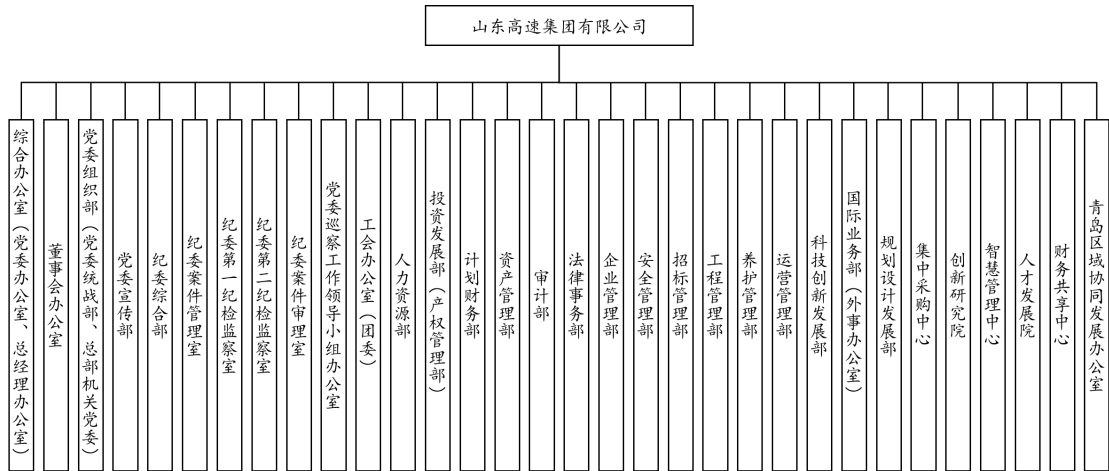 山东高速集团有限公司
综合办公室（党委办公室、总经理办公室）
董事会办公室
党委组织部（党委统战部、总部机关党委）
党委宣传部
纪委综合部
纪委案件管理室
纪委第一纪检监察室
纪委第二纪检监察室
纪委案件审理室
党委巡察工作领导小组办公室
工会办公室（团委）
人力资源部
投资发展部（产权管理部）
计划财务部
资产管理部
审计部
法律事务部
企业管理部
安全管理部
招标管理部
工程管理部
养护管理部
运营管理部
科技创新发展部
国际业务部（外事办公室）
规划设计发展部
集中采购中心
创新研究院
智慧管理中心
人才发展院
财务共享中心
青岛区域协同发展办公室